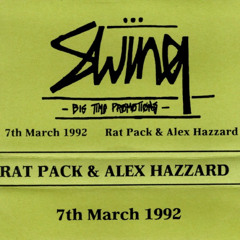 Swing
- BIG TIME PROMOTIONS -
7th March 1992 Rat Pack & Alex Hazzard
RAT PACK & ALEX HAZZARD
7th March 1992